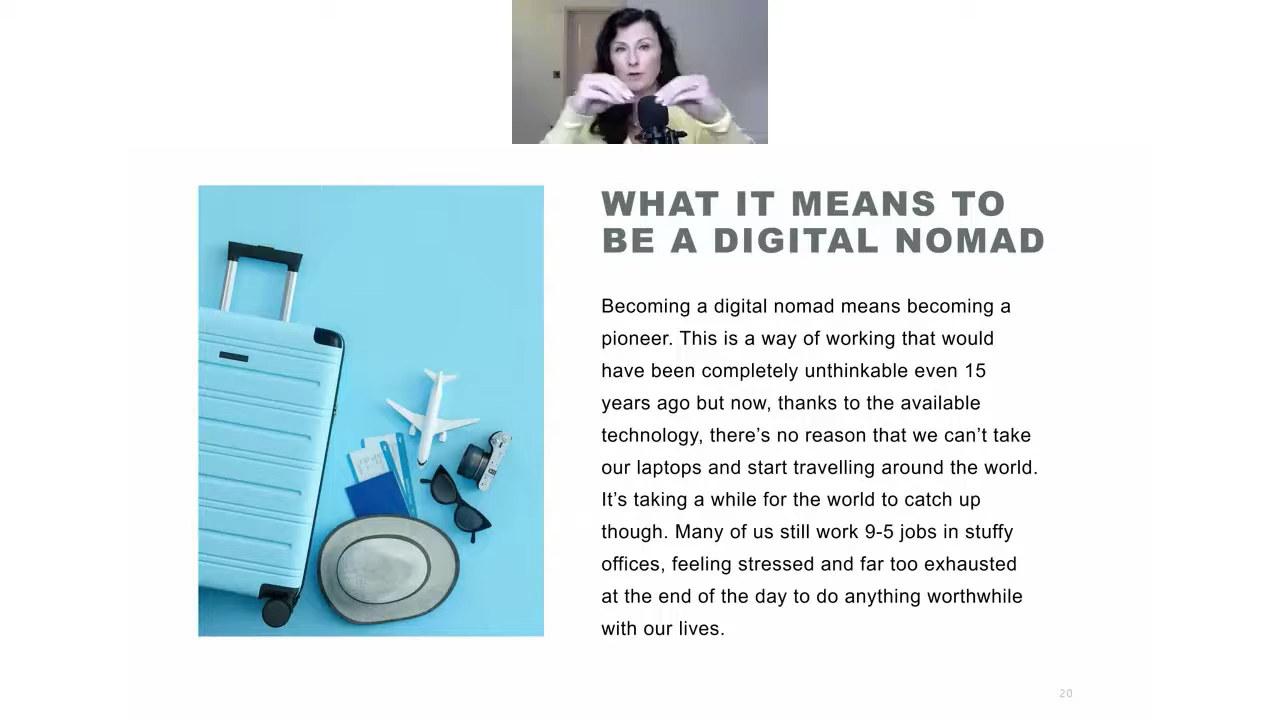 WHAT IT MEANS TO
BE A DIGITAL NOMAD
Becoming a digital nomad means becoming a
pioneer. This is a way of working that would
have been completely unthinkable even 15
years ago but now, thanks to the available
technology, there’s no reason that we can’t take
our laptops and start travelling around the world.
It’s taking a while for the world to catch up
though. Many of us still work 9-5 jobs in stuffy
offices, feeling stressed and far too exhausted
at the end of the day to do anything worthwhile
with our lives.
20